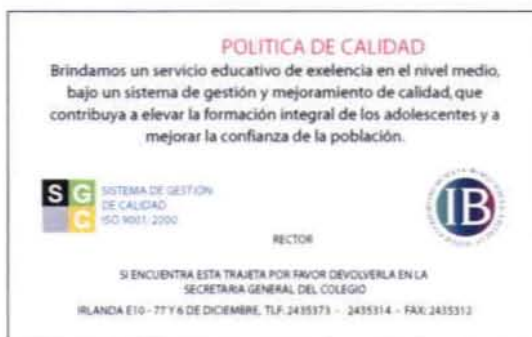 POLITICA DE CALIDAD
Brindamos un servicio educativo de exelencia en el nivel medio,
bajo un sistema de gestión y mejoramiento de calidad, que
contribuya a elevar la formación integral de los adolescentes y a
mejorar la confianza de la población.
S G
C
SISTEMA DE GESTIÓN
DE CALIDAD
ISO 9001: 2000
IB
RECTOR
SI ENCUENTRA ESTA TRAJETA POR FAVOR DEVOLVERLA EN LA
SECRETARIA GENERAL DEL COLEGIO
IRLANDA E10 - 77 Y 6 DE DICIEMBRE, TLF: 2435373 - 2435314 - FAX: 2435312